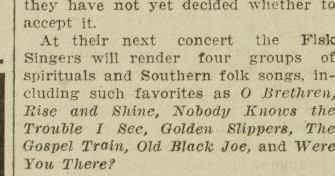 they have not yet decided whether to
accept it.
At their next concert the Fisk
Singers will render four groups of
spirituals and Southern folk songs, in-
cluding such favorites as O Brethren,
Rise and Shine, Nobody Knows the
Trouble I See, Golden Slippers, The
Gospel Train, Old Black Joe, and Were
You There?